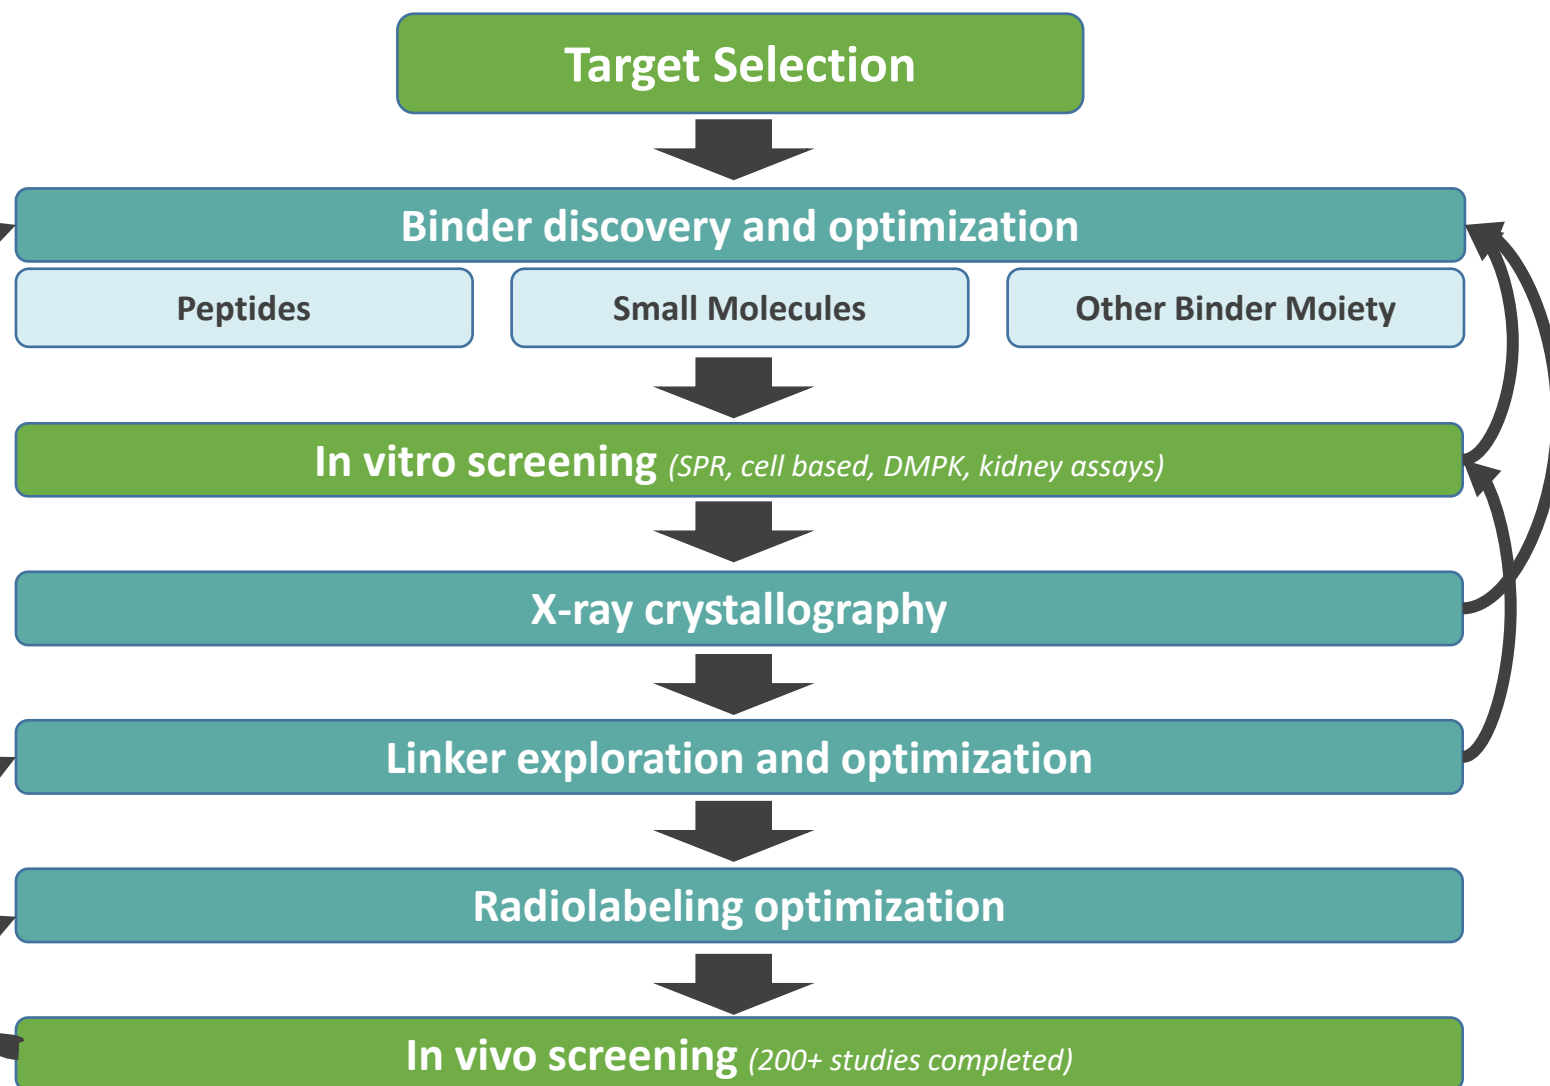 Target Selection
Binder discovery and optimization
Peptides
Small Molecules
Other Binder Moiety
In vitro screening (SPR, cell based, DMPK, kidney assays)
X-ray crystallography
Linker exploration and optimization
Radiolabeling optimization
In vivo screening (200+ studies completed)